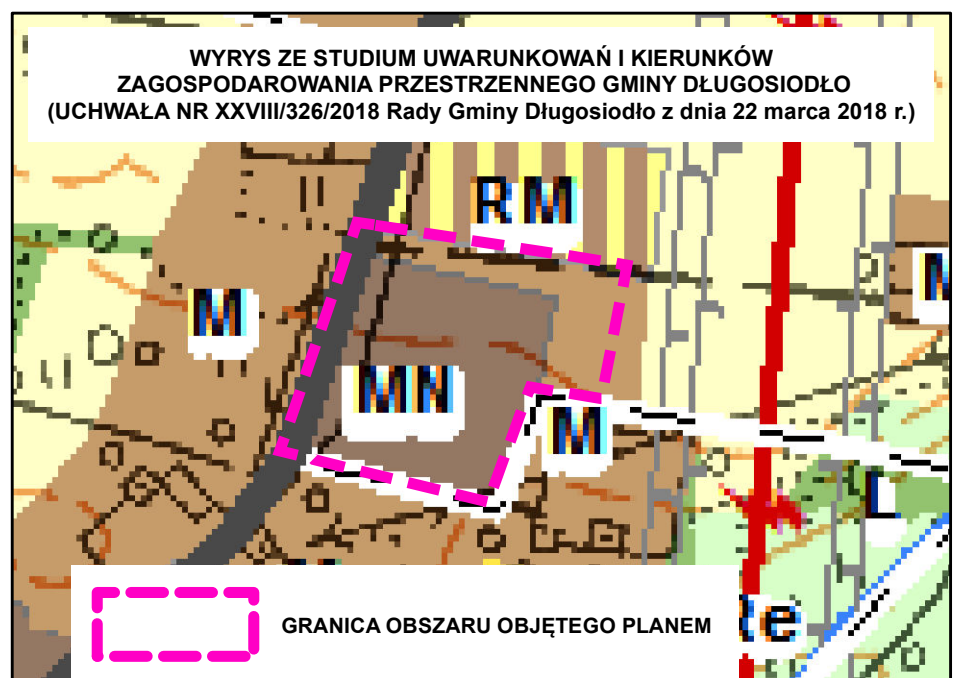 WYRYS ZE STUDIUM UWARUNKOWAŃ I KIERUNKÓW
ZAGOSPODAROWANIA PRZESTRZENNEGO GMINY DŁUGOSIODŁO
(UCHWAŁA NR XXVIII/326/2018 Rady Gminy Długosiodło z dnia 22 marca 2018 r.)
RM
M
MN
M
L
GRANICA OBSZARU OBJĘTEGO PLANEM